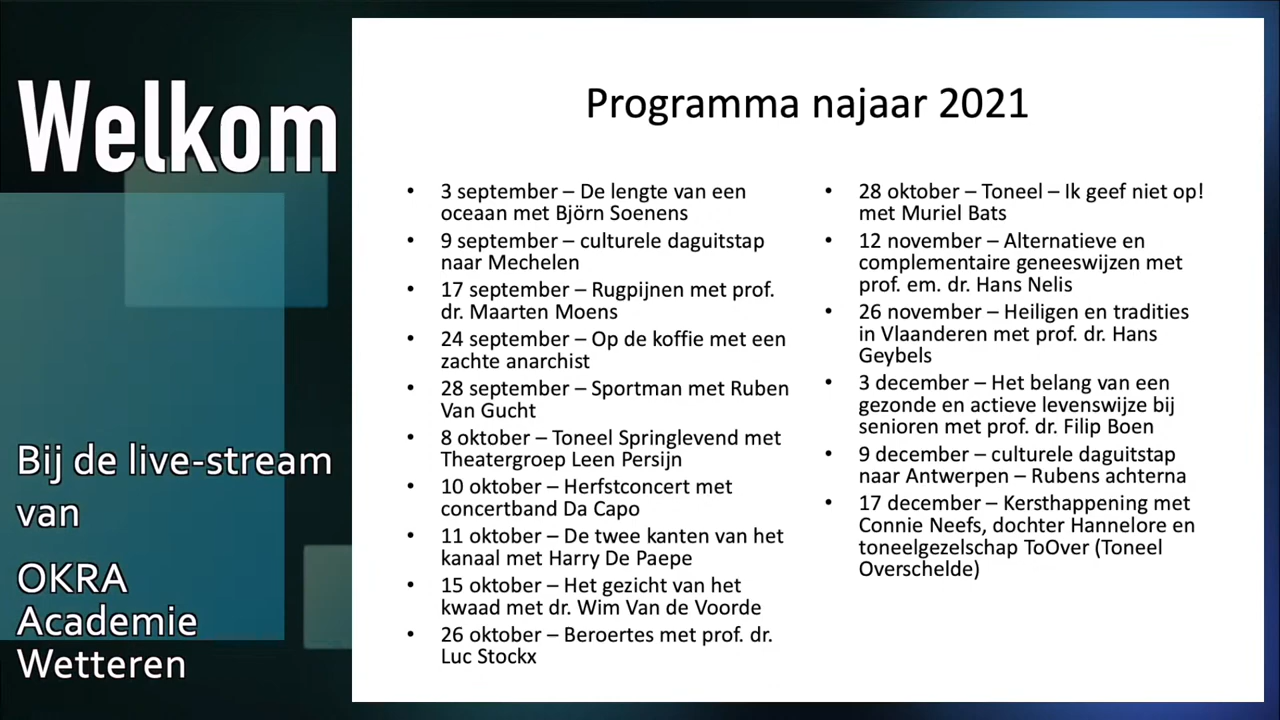 Welkom
Bij de live-stream
van
OKRA
Academie
Wetteren
Programma najaar 2021
• 3 september – De lengte van een
oceaan met Björn Soenens
• 9 september – culturele daguitstap
naar Mechelen
• 17 september – Rugpijnen met prof.
dr. Maarten Moens
• 24 september – Op de koffie met een
zachte anarchist
• 28 september – Sportman met Ruben
Van Gucht
• 8 oktober – Toneel Springlevend met
Theatergroep Leen Persijn
• 10 oktober – Herfstconcert met
concertband Da Capo
• 11 oktober – De twee kanten van het
kanaal met Harry De Paepe
• 15 oktober – Het gezicht van het
kwaad met dr. Wim Van de Voorde
• 26 oktober – Beroertes met prof. dr.
Luc Stockx
• 28 oktober – Toneel – Ik geef niet op!
met Muriel Bats
• 12 november – Alternatieve en
complementaire geneeswijzen met
prof. em. dr. Hans Nelis
• 26 november – Heiligen en tradities
in Vlaanderen met prof. dr. Hans
Geybels
• 3 december – Het belang van een
gezonde en actieve levenswijze bij
senioren met prof. dr. Filip Boen
• 9 december – culturele daguitstap
naar Antwerpen – Rubens achterna
• 17 december – Kersthappening met
Connie Neefs, dochter Hannelore en
toneelgezelschap ToOver (Toneel
Overschelde)